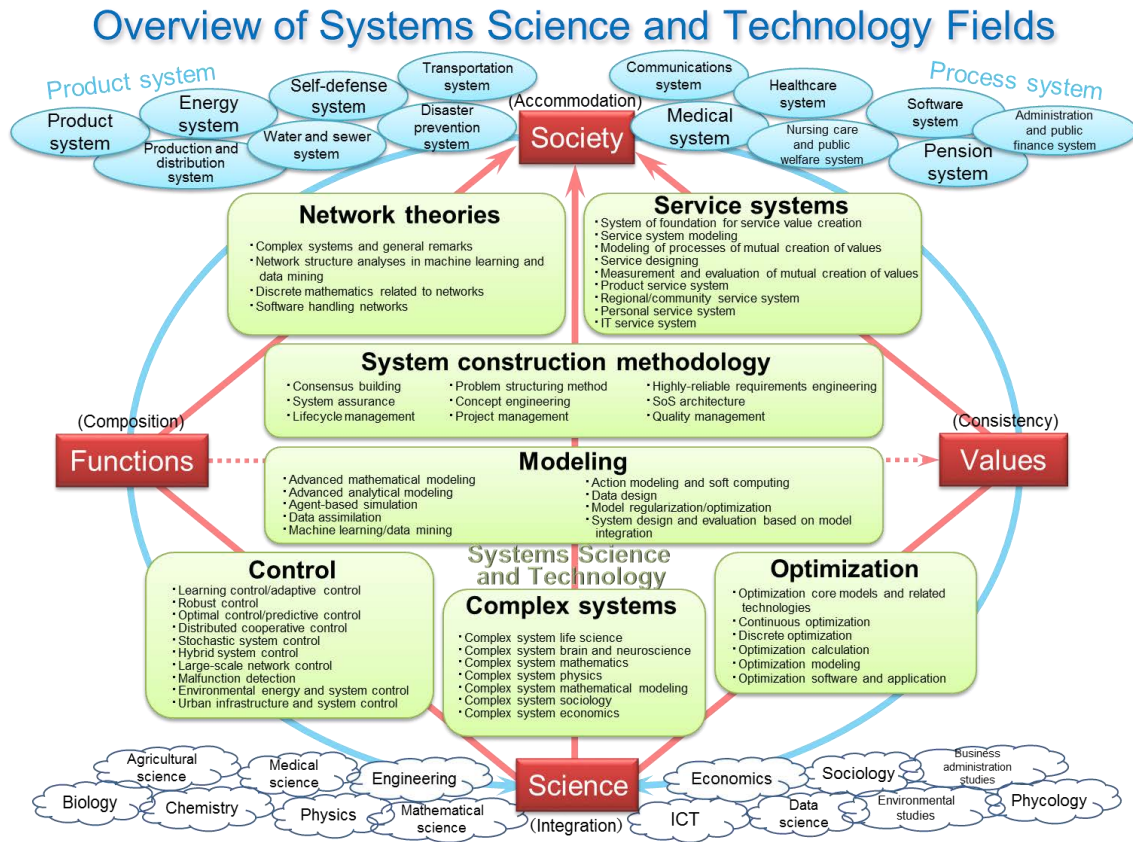 Overview of Systems Science and Technology Fields
Product system
Process system
Product
system
Energy
system
Production and
distribution
system
Self-defense
system
Water and sewer
system
Transportation
system
Disaster
prevention
system
(Accommodation)
Society
Communications
system
Medical
system
Healthcare
system
Nursing care
and public
welfare system
Software
system
Pension
system
Administration
and public
finance system
Network theories
・Complex systems and general remarks
・Network structure analyses in machine learning and
data mining
・Discrete mathematics related to networks
・Software handling networks
Service systems
・System of foundation for service value creation
・Service system modeling
・Modeling of processes of mutual creation of values
・Service designing
・Measurement and evaluation of mutual creation of values
・Product service system
・Regional/community service system
・Personal service system
・IT service system
System construction methodology
・Consensus building
・System assurance
・Lifecycle management
・Problem structuring method
・Concept engineering
・Project management
・Highly-reliable requirements engineering
・SoS architecture
・Quality management
(Composition)
Functions
(Consistency)
Values
Modeling
・Advanced mathematical modeling
・Advanced analytical modeling
・Agent-based simulation
・Data assimilation
・Machine learning/data mining
・Action modeling and soft computing
・Data design
・Model regularization/optimization
・System design and evaluation based on model
integration
Systems Science
and Technology
Control
・Learning control/adaptive control
・Robust control
・Optimal control/predictive control
・Distributed cooperative control
・Stochastic system control
・Hybrid system control
・Large-scale network control
・Malfunction detection
・Environmental energy and system control
・Urban infrastructure and system control
Complex systems
・Complex system life science
・Complex system brain and neuroscience
・Complex system mathematics
・Complex system physics
・Complex system mathematical modeling
・Complex system sociology
・Complex system economics
Optimization
・Optimization core models and related
technologies
・Continuous optimization
・Discrete optimization
・Optimization calculation
・Optimization modeling
・Optimization software and application
Science
(Integration)
Agricultural
science
Biology
Chemistry
Medical
science
Physics
Engineering
Mathematical
science
Economics
ICT
Sociology
Data
science
Business
administration
studies
Environmental
studies
Phycology